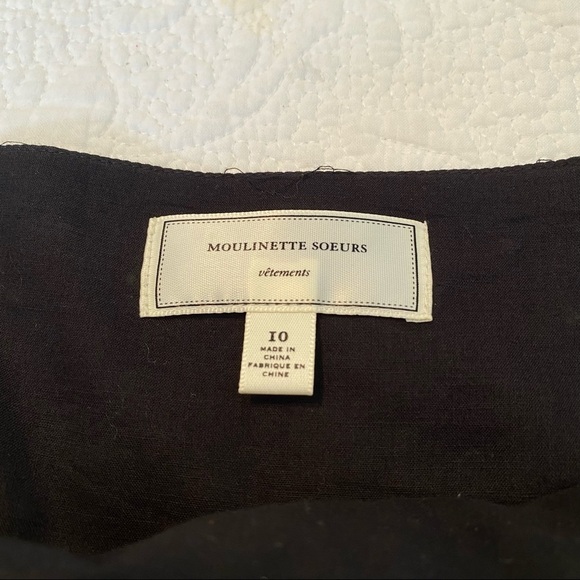 MOULINETTE SOEURS
vêtements
10
MADE IN
CHINA
FABRIQUE EN
CHINE